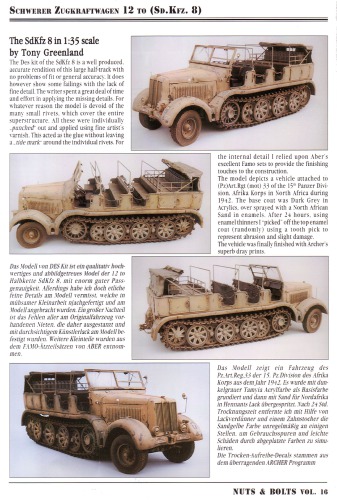 SCHWERER ZUGKRAFTWAGEN 12 TO (SD.KFZ. 8)
The SdKfz 8 in 1:35 scale
by Tony Greenland
The Des kit of the SdKfz 8 is a well produced,
accurate rendition of this large half-track with
no problems of fit or general accuracy. It does
however show some failings with the lack of
fine detail. The writer spent a great deal of time
and effort in applying the missing details. For
whatever reason the model is devoid of the
many small rivets, which cover the entire
superstructure. All these were individually
„punched" out and applied using fine artist's
varnish. This acted as the glue without leaving
a „tide mark" around the individual rivets. For
the internal detail I relied upon Aber's
excellent Famo sets to provide the finishing
touches to the construction.
The model depicts a vehicle attached to
(Pz)Art.Rgt (mot) 33 of the 15th Panzer Divi-
sion, Afrika Korps in North Africa during
1942. The base coat was Dark Grey in
Acrylics, over sprayed with a North African
Sand in enamels. After 24 hours, using
enamel thinners I "picked" off the top enamel
coat (randomly) using a tooth pick to
represent abrasion and slight damage.
The vehicle was finally finished with Archer's
superb dray prints.
Das Modell von DES Kit ist ein qualitativ hoch-
wertiges und abbildgetreues Model der 12 to
Halbkette SdKfz 8, mit enorm guter Pass-
genauigkeit. Allerdings habe ich doch etliche
feine Details am Modell vermisst, welche in
mühsamer Kleinarbeit nachgefertigt und am
Modell angebracht wurden. Ein großer Nachteil
ist das Fehlen aller am Originalfahrzeug vor-
handenen Nieten, die daher ausgestanzt und
mit durchsichtigem Künstlerlack am Modell be-
festigt wurden. Weitere Kleinteile wurden aus
dem FAMO-Ätzteilsätzen von ABER entnom-
men.
Das Modell zeigt ein Fahrzeug des
Pz.Art.Reg.33 der 15. Pz.Division des Afrika
Korps aus dem Jahr 1942. Es wurde mit dun-
kelgrauer Tamyia Acrylfarbe als Basisfarbe
grundiert und dann mit Sand für Nordafrika
in Hermants Lack übergespritzt. Nach 24 Std.
Trocknungszeit entfernte ich mit Hilfe von
Lackverdünner und einem Zahnstocher die
Sandgelbe Farbe unregelmäßig an einigen
Stellen, um Gebrauchsspuren und leichte
Schäden durch abgeplatzte Farben zu simu-
lieren.
Die Trocken-Aufreibe-Decals stammen aus
dem überragenden ARCHER Programm
NUTS & BOLTS VOL. 16